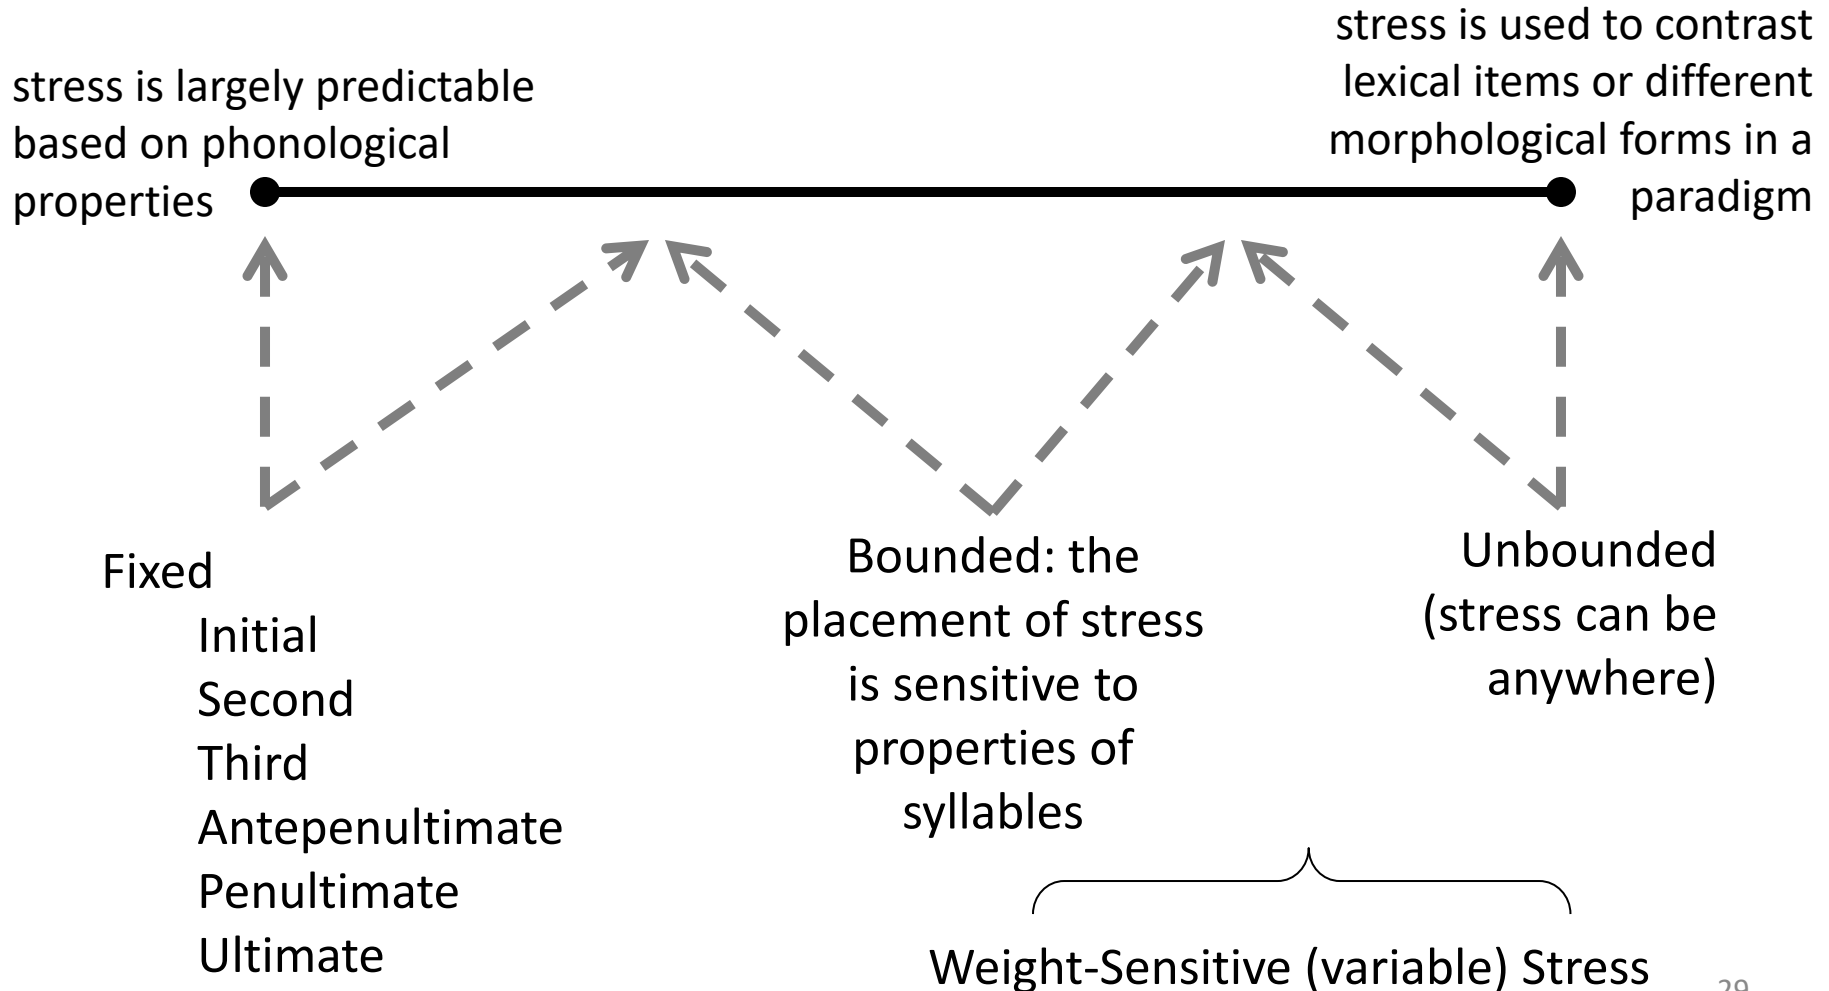 stress is largely predictable
based on phonological
properties
stress is used to contrast
lexical items or different
morphological forms in a
paradigm
Fixed
Initial
Second
Third
Antepenultimate
Penultimate
Ultimate
Bounded: the
placement of stress
is sensitive to
properties of
syllables
Unbounded
(stress can be
anywhere)
Weight-Sensitive (variable) Stress
29